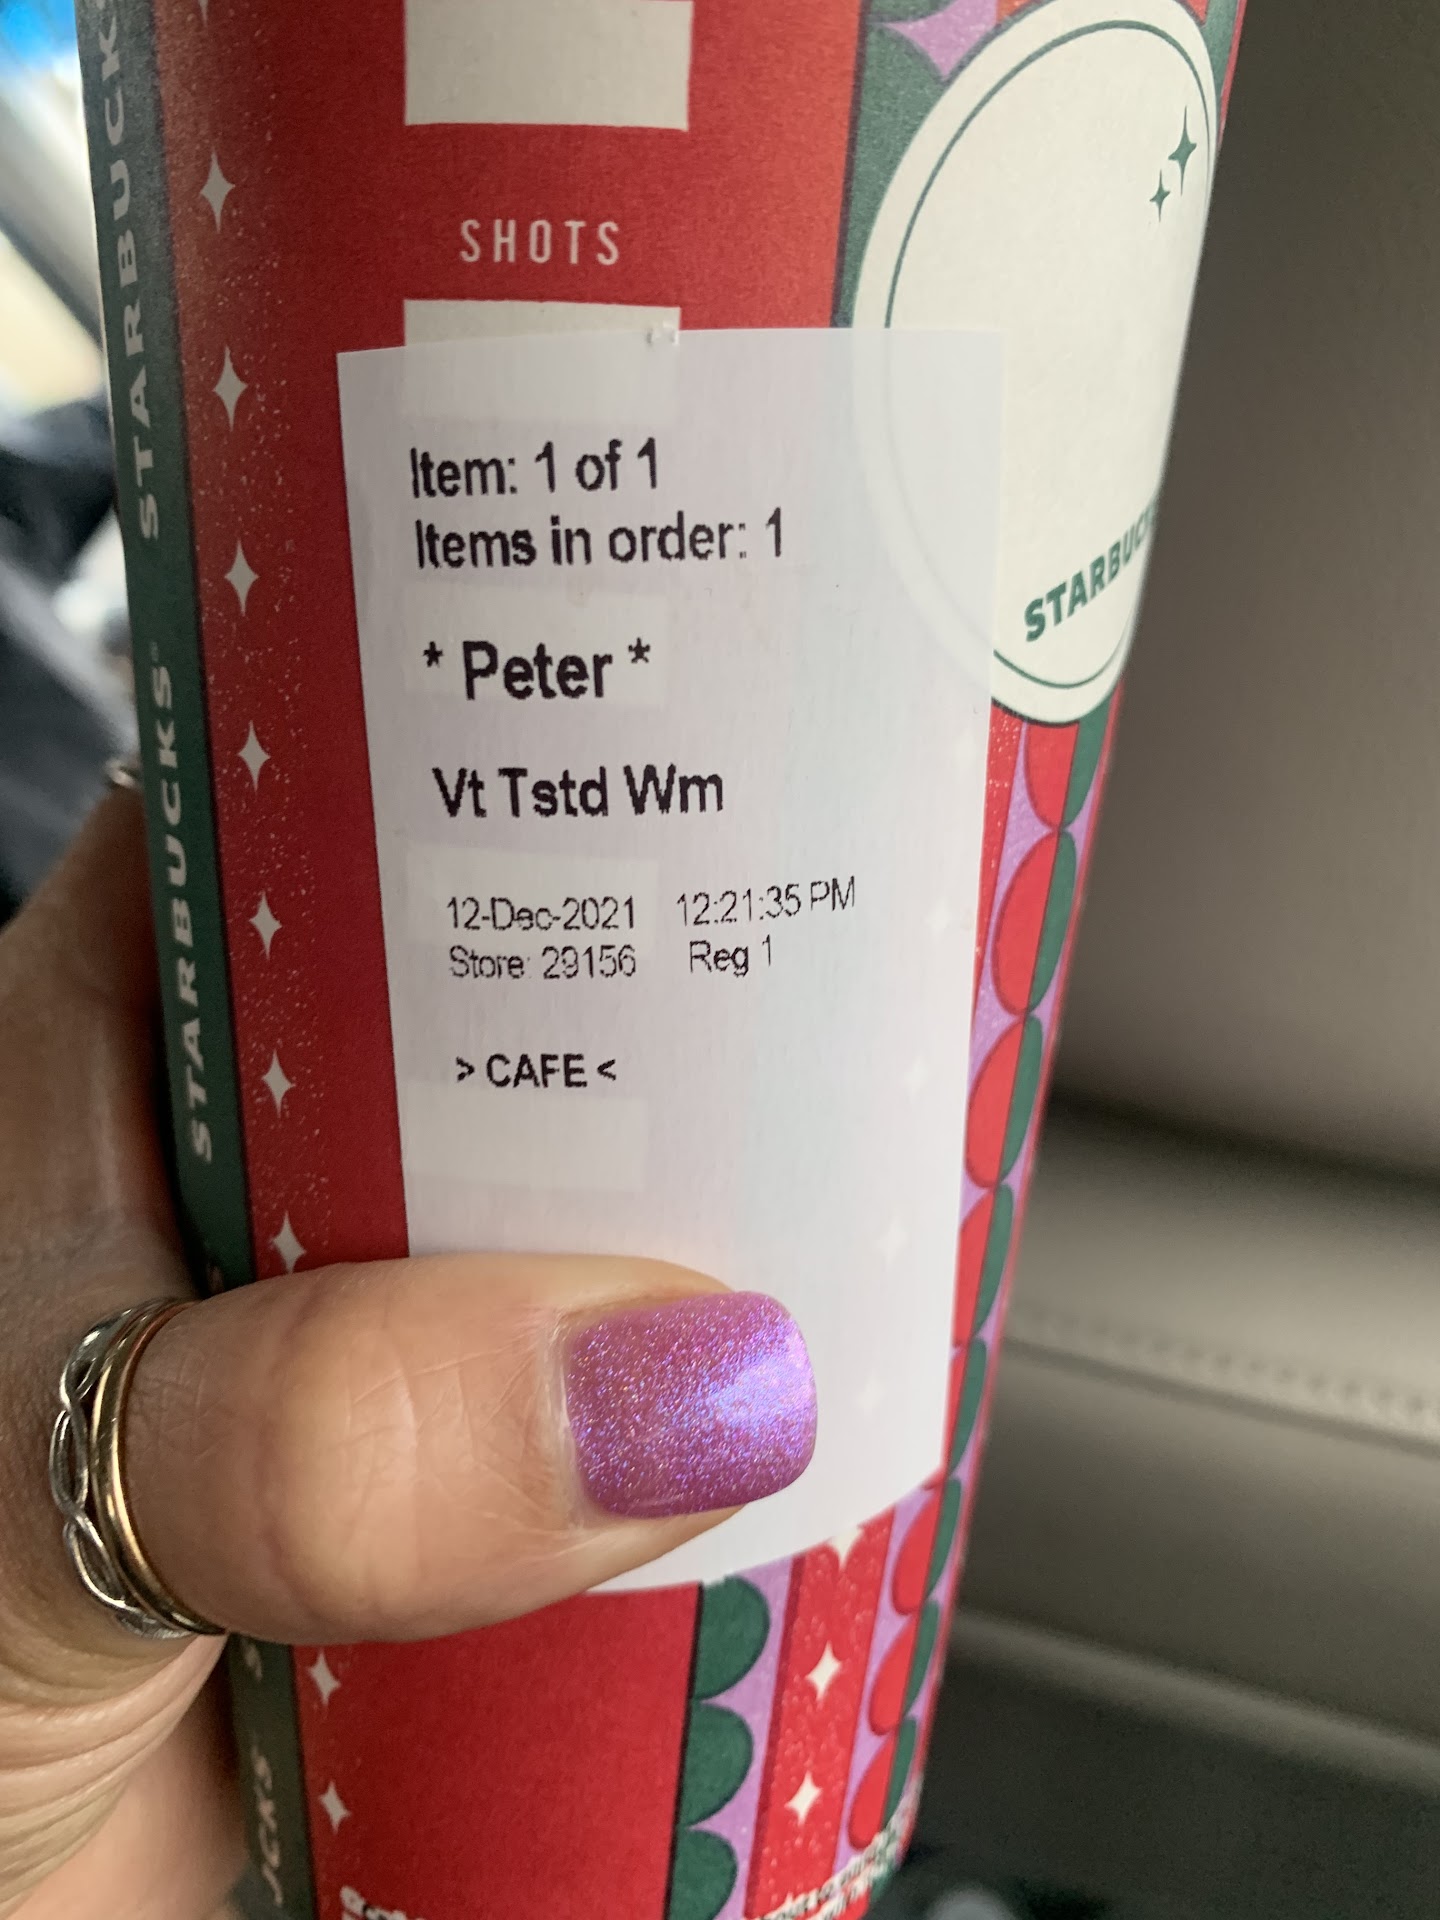 STARBUCKS
STARBUCKS
STARBUCKS
SHOTS
STARBUCKS
Item: 1 of 1
Items in order: 1
* Peter *
Vt Tstd Wm
12-Dec-2021 12:21:35 PM
Store: 29156 Reg 1
> CAFE <